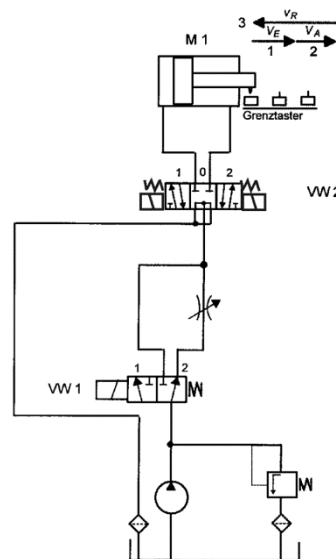 3 v_R
M 1 v_E v_A
1 2
Grenztaster
1 0 2
VW 2
1 2
VW 1